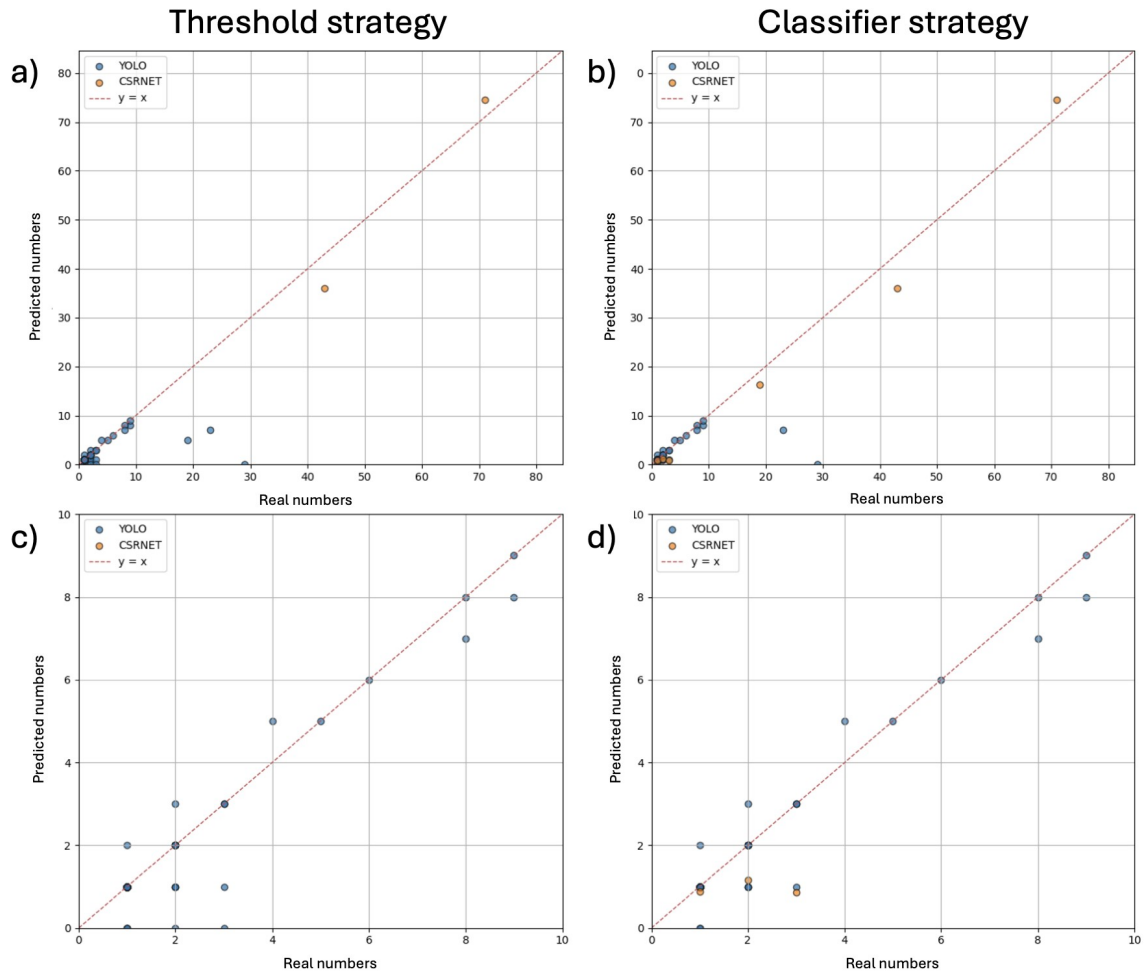 Threshold strategy
Classifier strategy
a)
YOLO
CSRNET
y = x
80
70
60
50
40
30
20
10
0
Predicted numbers
0 10 20 30 40 50 60 70 80
Real numbers
b)
YOLO
CSRNET
y = x
0
70
60
50
40
30
20
10
0
Predicted numbers
0 10 20 30 40 50 60 70 80
Real numbers
c)
YOLO
CSRNET
y = x
10
8
6
4
2
0
Predicted numbers
0 2 4 6 8 10
Real numbers
d)
YOLO
CSRNET
y = x
10
8
6
4
2
0
Predicted numbers
0 2 4 6 8 10
Real numbers